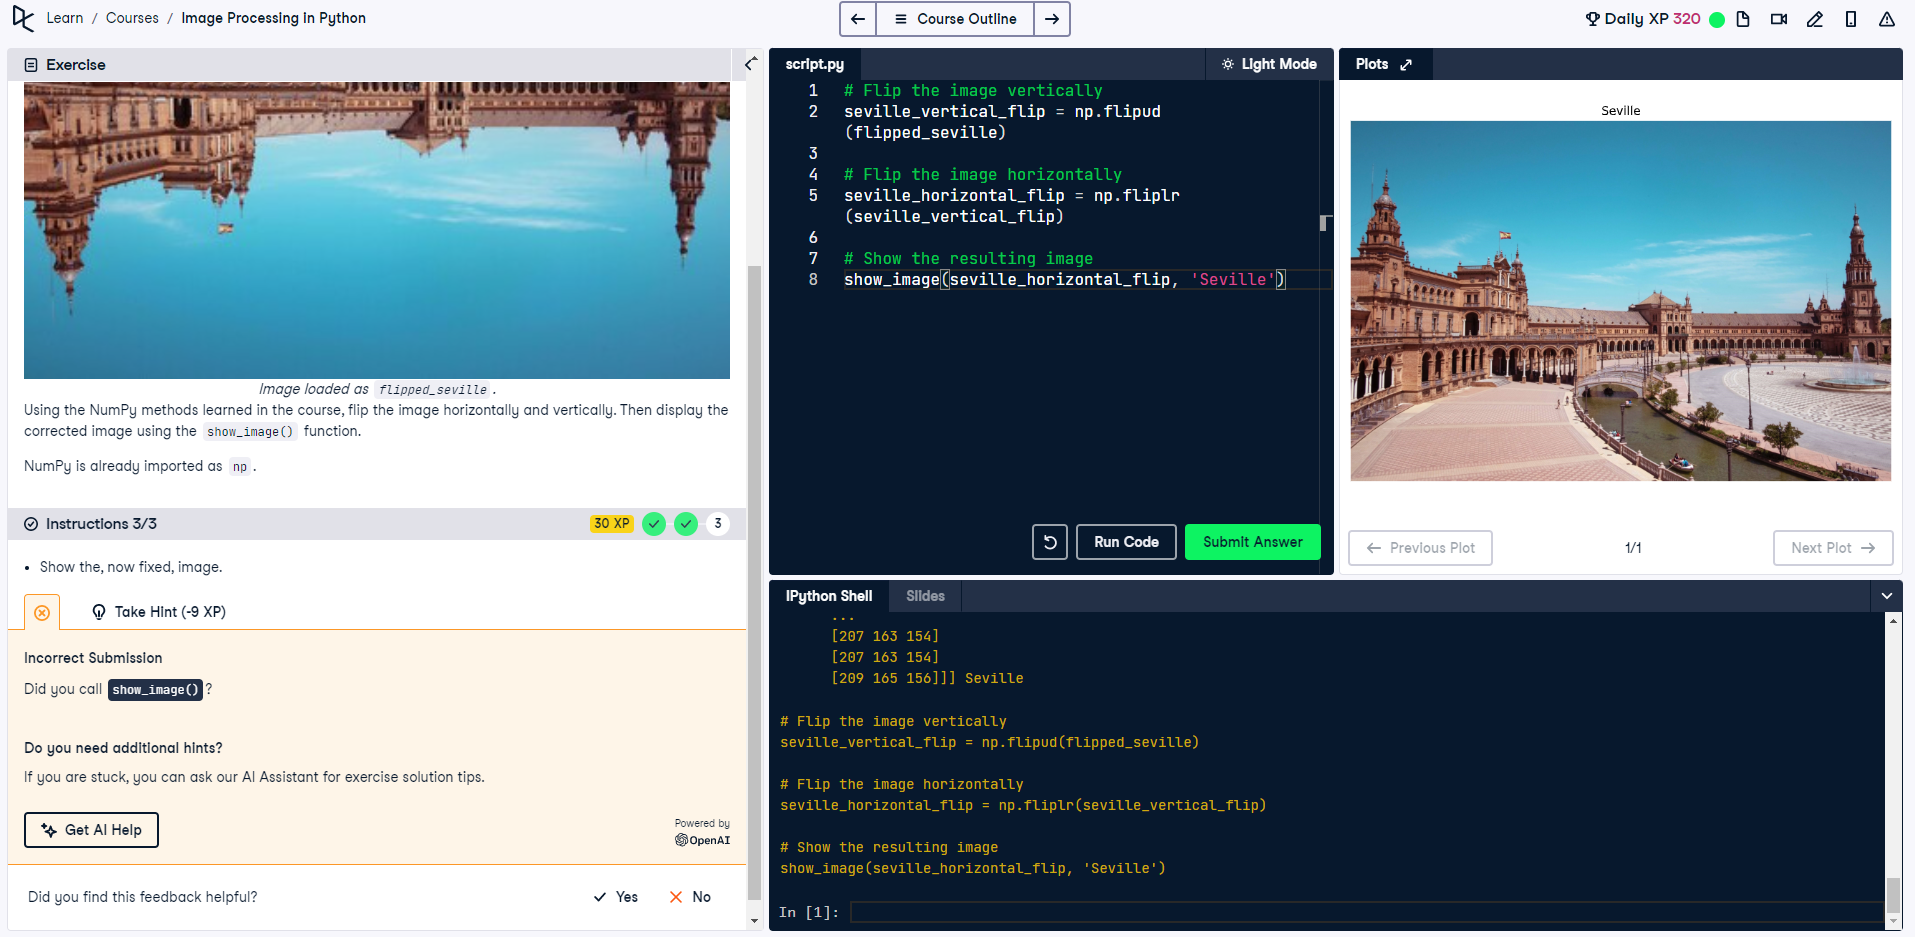 Learn / Courses / Image Processing in Python
Course Outline
Daily XP 320
Exercise
Image loaded as flipped_seville.
Using the NumPy methods learned in the course, flip the image horizontally and vertically. Then display the
corrected image using the show_image() function.
NumPy is already imported as np.
Instructions 3/3
30 XP
3
• Show the, now fixed, image.
Take Hint (-9 XP)
Incorrect Submission
Did you call show_image()?
Do you need additional hints?
If you are stuck, you can ask our AI Assistant for exercise solution tips.
Get AI Help
Powered by
OpenAI
Did you find this feedback helpful?
Yes
No
script.py
Light Mode
1 # Flip the image vertically
2 seville_vertical_flip = np.flipud
(flipped_seville)
3
4 # Flip the image horizontally
5 seville_horizontal_flip = np.fliplr
(seville_vertical_flip)
6
7 # Show the resulting image
8 show_image(seville_horizontal_flip, 'Seville')
Run Code
Submit Answer
Plots
Seville
Previous Plot
1/1
Next Plot
IPython Shell
Slides
...
[207 163 154]
[207 163 154]
[209 165 156]]] Seville
# Flip the image vertically
seville_vertical_flip = np.flipud(flipped_seville)
# Flip the image horizontally
seville_horizontal_flip = np.fliplr(seville_vertical_flip)
# Show the resulting image
show_image(seville_horizontal_flip, 'Seville')
In [1]: